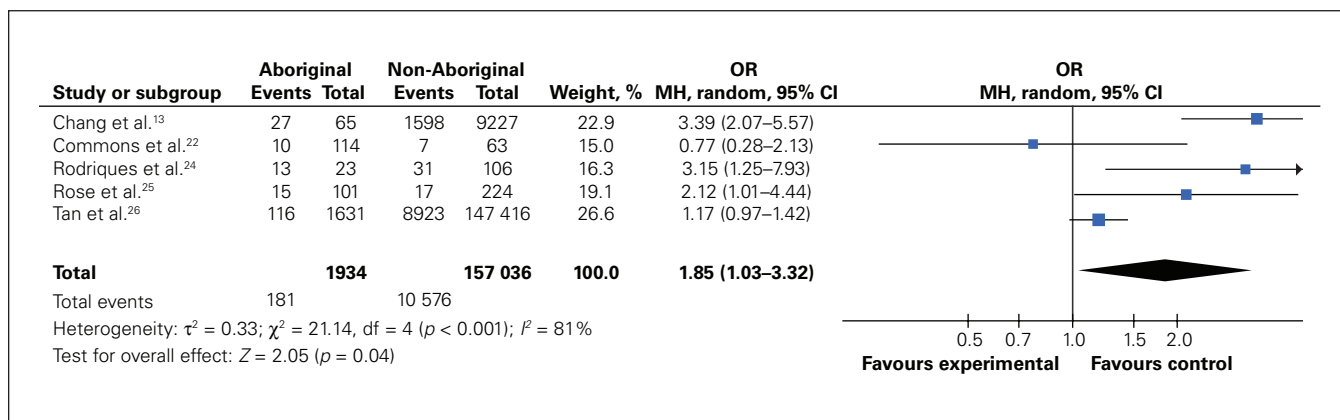 Aboriginal Non-Aboriginal OR OR
Study or subgroup Events Total Events Total Weight, % MH, random, 95% CI MH, random, 95% CI
Chang et al.¹³ 27 65 1598 9227 22.9 3.39 (2.07–5.57)
Commons et al.²² 10 114 7 63 15.0 0.77 (0.28–2.13)
Rodriques et al.²⁴ 13 23 31 106 16.3 3.15 (1.25–7.93)
Rose et al.²⁵ 15 101 17 224 19.1 2.12 (1.01–4.44)
Tan et al.²⁶ 116 1631 8923 147 416 26.6 1.17 (0.97–1.42)
Total 1934 157 036 100.0 1.85 (1.03–3.32)
Total events 181 10 576
Heterogeneity: τ² = 0.33; χ² = 21.14, df = 4 (p < 0.001); I² = 81%
Test for overall effect: Z = 2.05 (p = 0.04)
0.5 0.7 1.0 1.5 2.0
Favours experimental Favours control